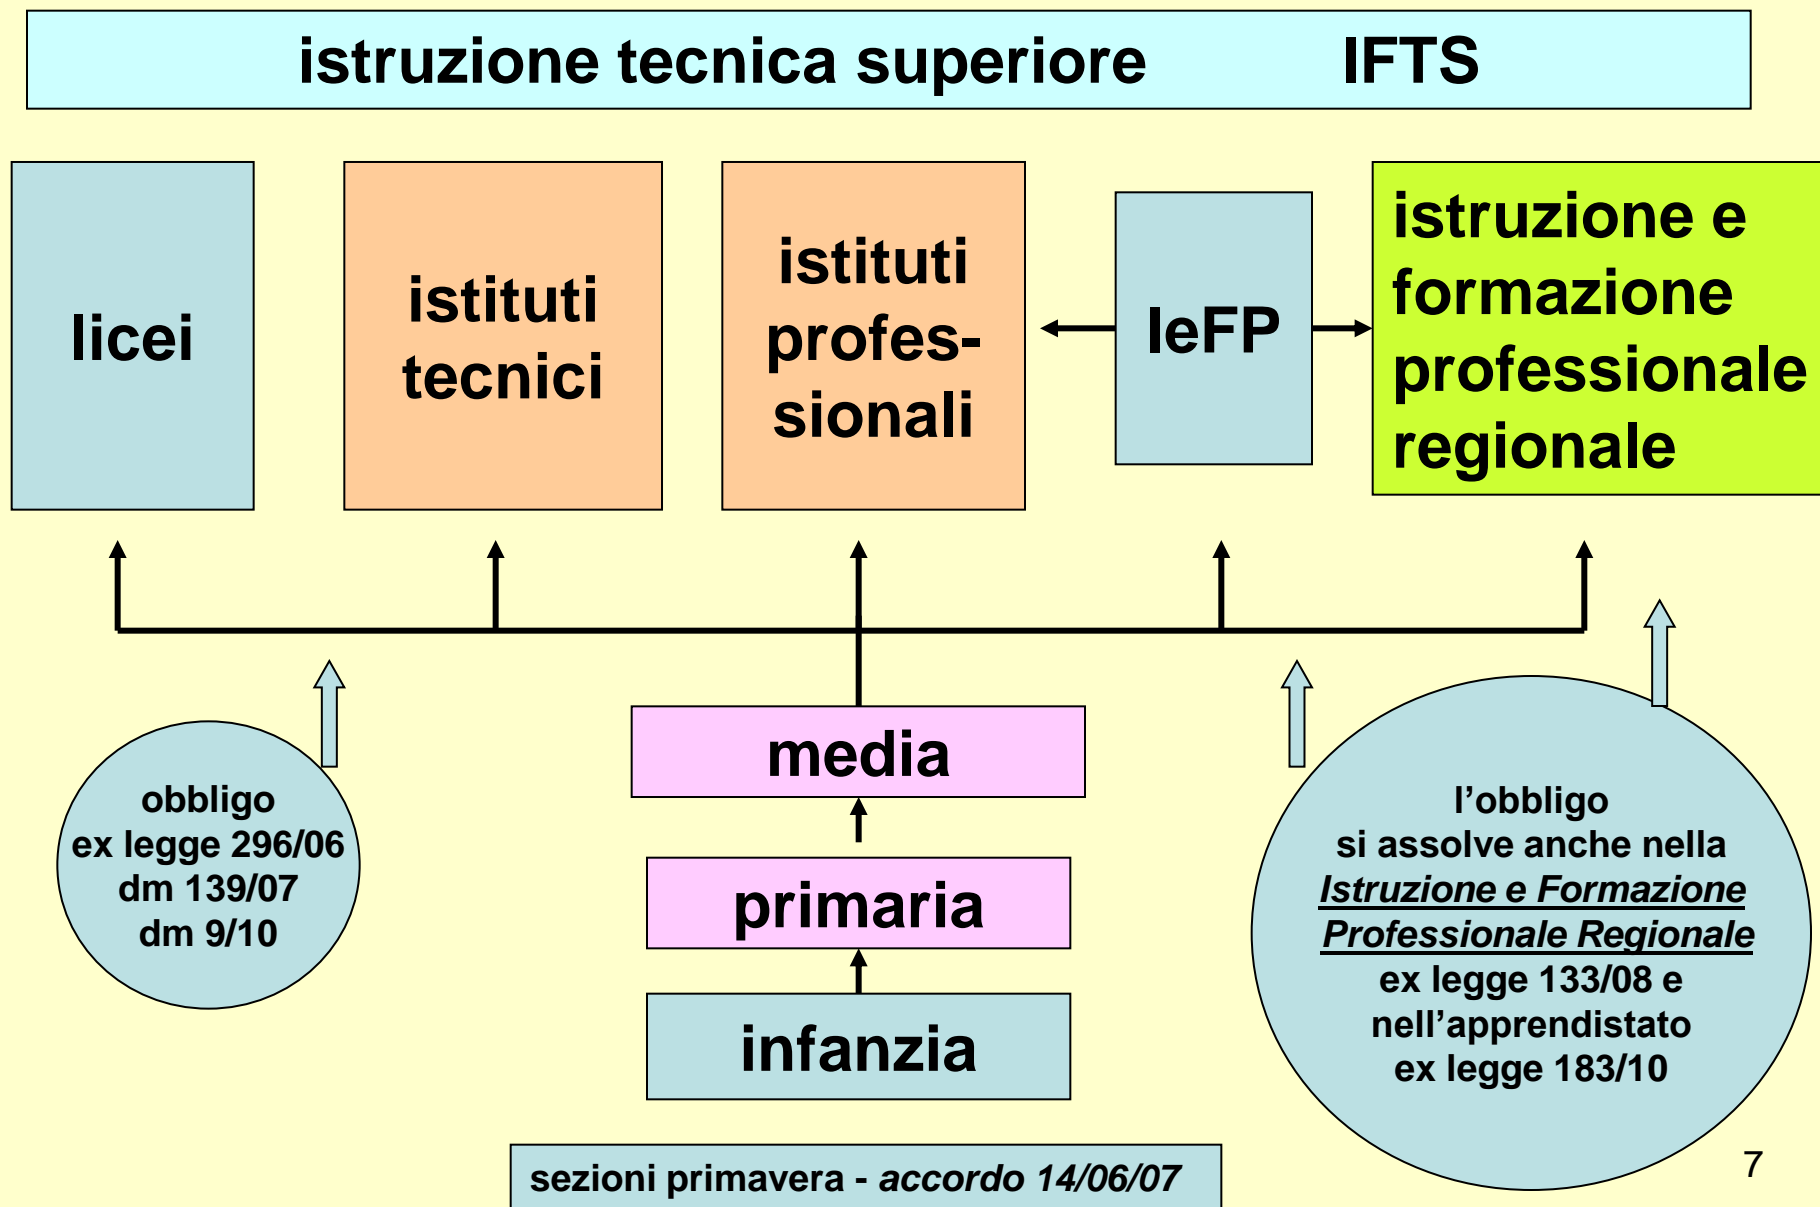 istruzione tecnica superiore IFTS
licei
istituti
tecnici
istituti
profes-
sionali
IeFP
istruzione e
formazione
professionale
regionale
media
primaria
infanzia
obbligo
ex legge 296/06
dm 139/07
dm 9/10
l’obbligo
si assolve anche nella
Istruzione e Formazione
Professionale Regionale
ex legge 133/08 e
nell’apprendistato
ex legge 183/10
sezioni primavera - accordo 14/06/07
7